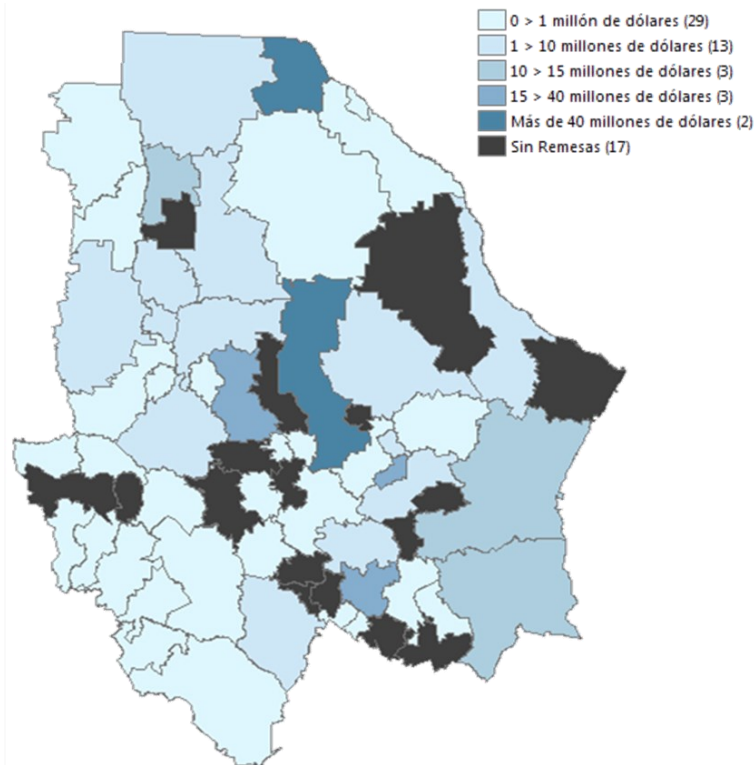 0 > 1 millón de dólares (29)
1 > 10 millones de dólares (13)
10 > 15 millones de dólares (3)
15 > 40 millones de dólares (3)
Más de 40 millones de dólares (2)
Sin Remesas (17)